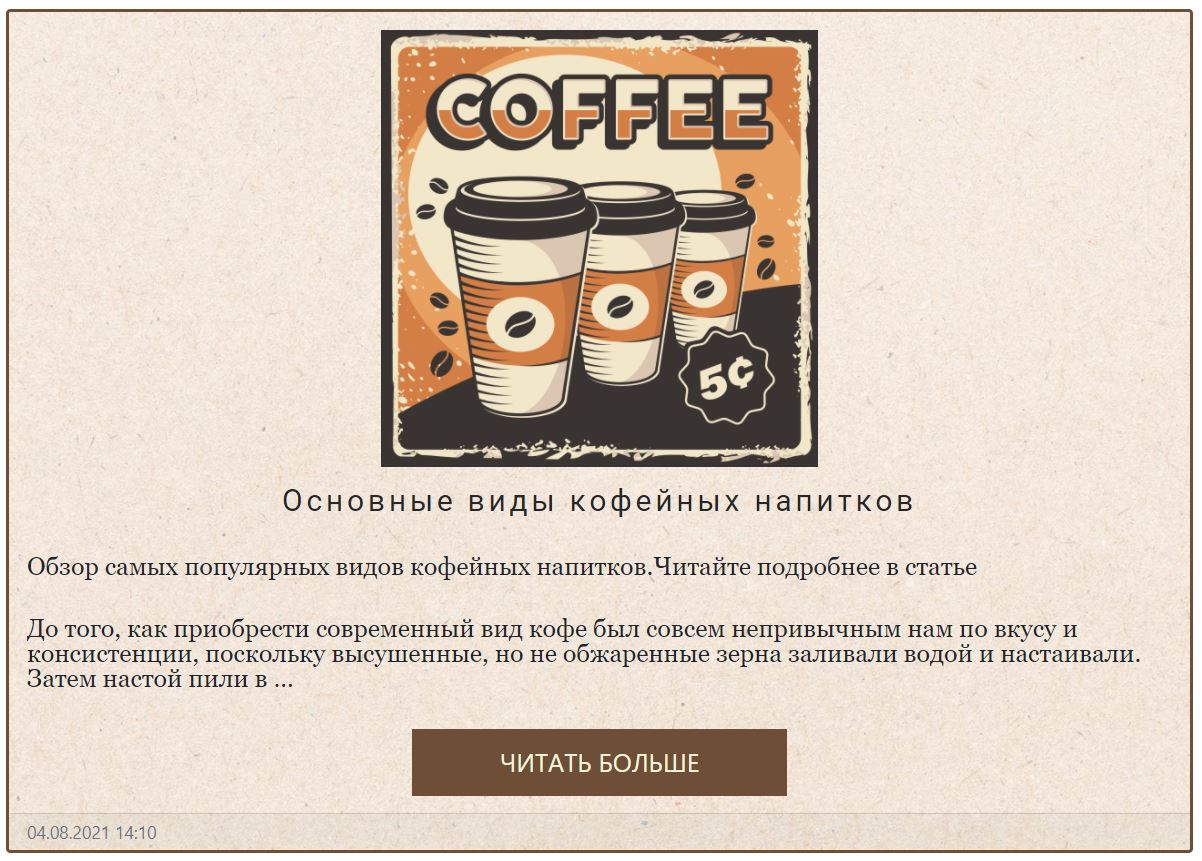 COFFEE
5¢
Основные виды кофейных напитков
Обзор самых популярных видов кофейных напитков.Читайте подробнее в статье
До того, как приобрести современный вид кофе был совсем непривычным нам по вкусу и
консистенции, поскольку высушенные, но не обжаренные зерна заливали водой и настаивали.
Затем настой пили в ...
ЧИТАТЬ БОЛЬШЕ
04.08.2021 14:10